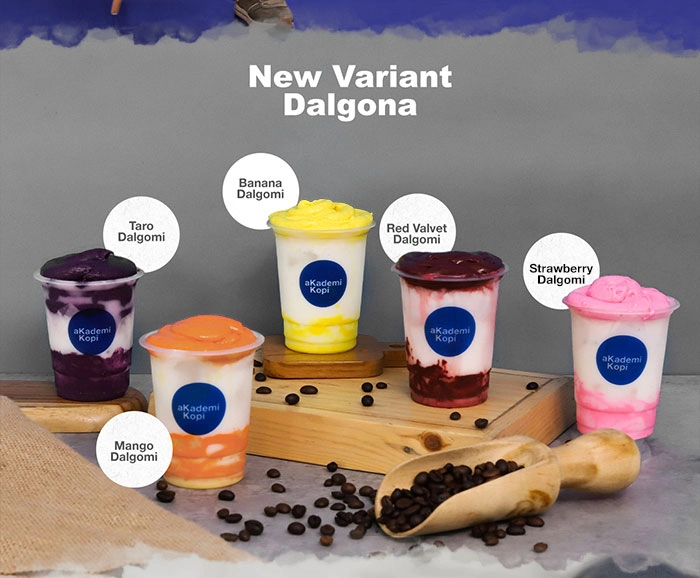 New Variant
Dalgona
Banana
Dalgomi
Taro
Dalgomi
Red Valvet
Dalgomi
Strawberry
Dalgomi
aKademi
Kopi
aKademi
Kopi
aKademi
Kopi
aKademi
Kopi
aKademi
Kopi
Mango
Dalgomi